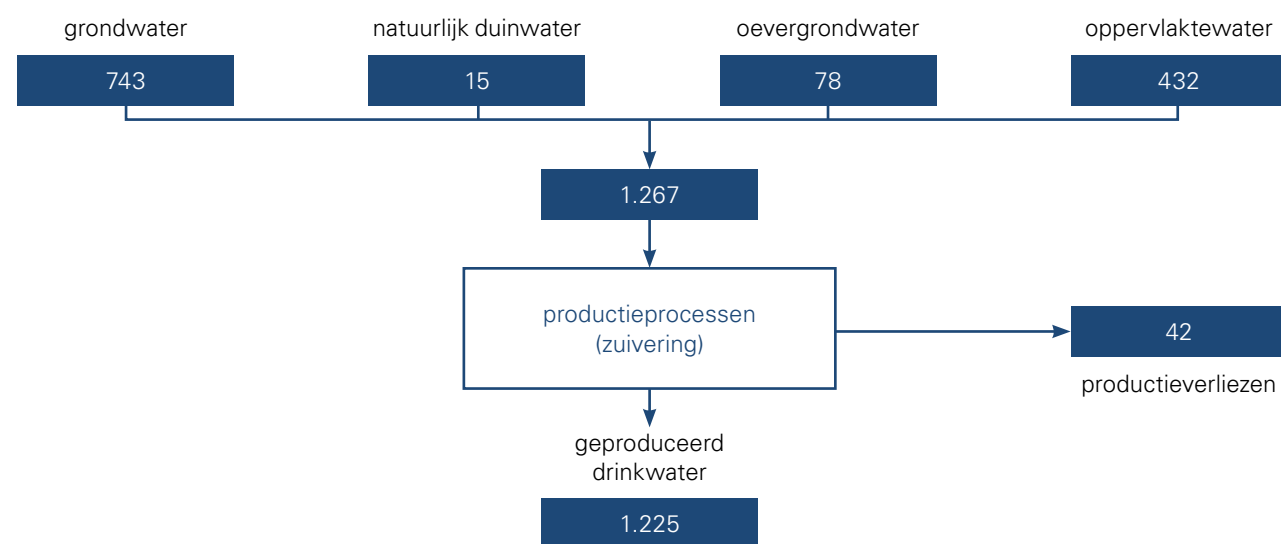 grondwater
natuurlijk duinwater
oevergrondwater
oppervlaktewater
743
15
78
432
1.267
productieprocessen
(zuivering)
42
productieverliezen
geproduceerd
drinkwater
1.225